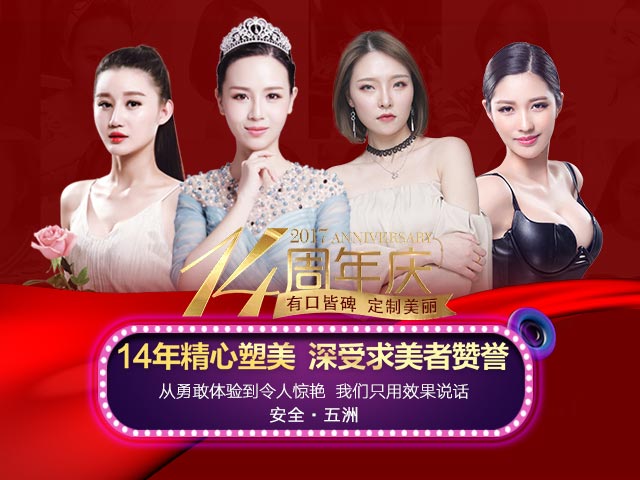 2017 ANNIVERSARY
14周年庆
有口皆碑 定制美丽
14年精心塑美 深受求美者赞誉
从勇敢体验到令人惊艳 我们只用效果说话
安全·五洲